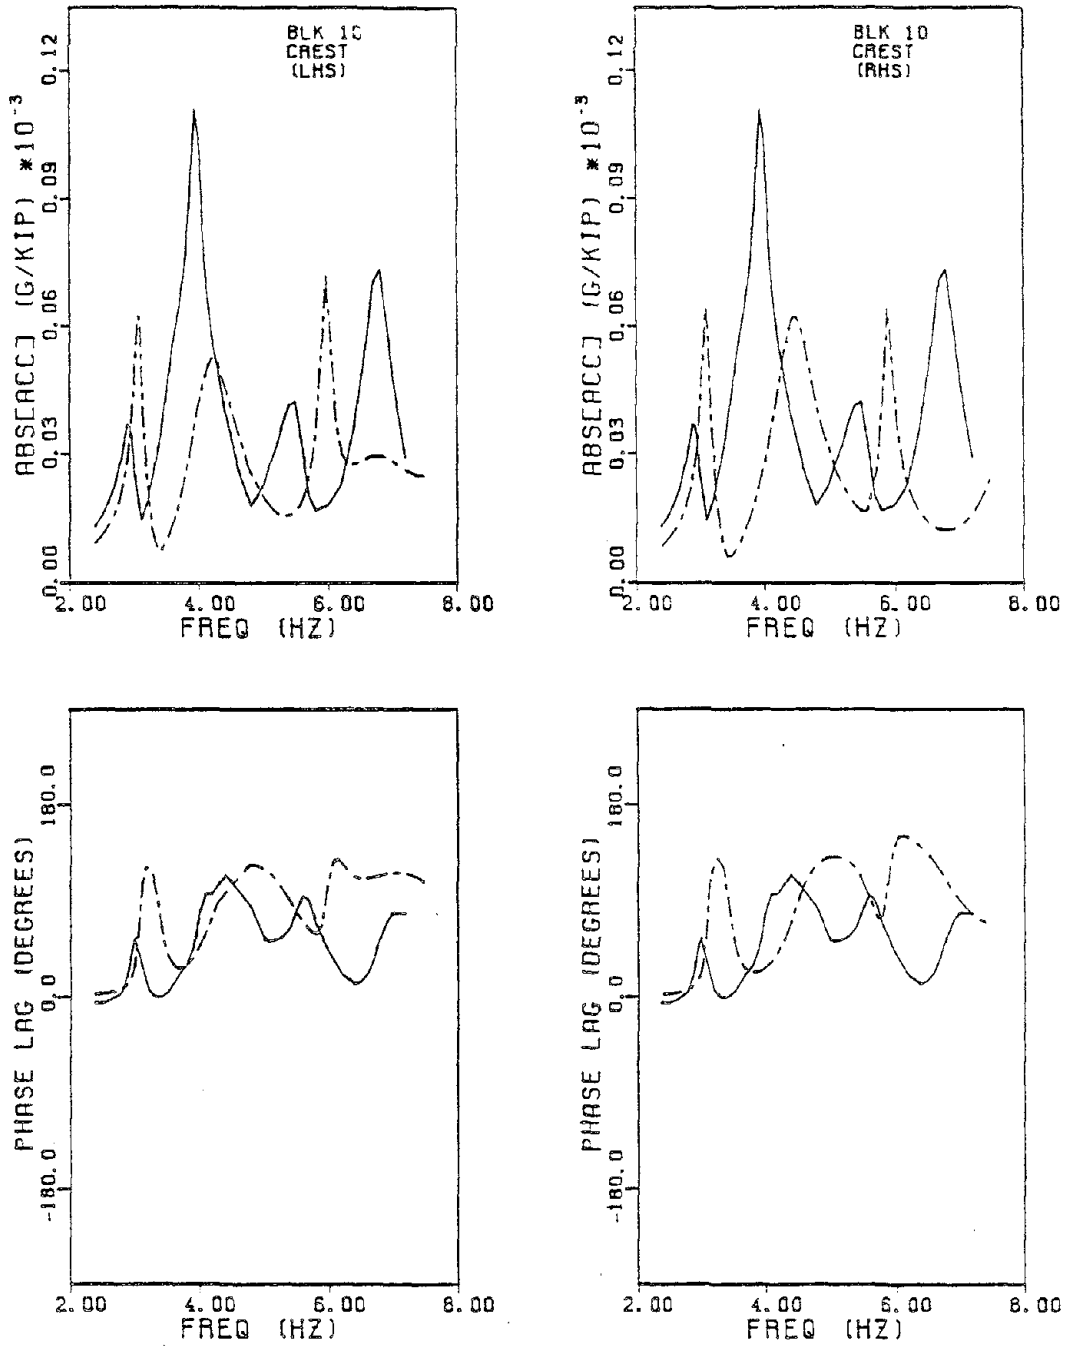 BLK 10
CREST
(LHS)
ABS[ACC] (G/KIP) *10⁻³
0.12
0.09
0.06
0.03
0.00
2.00 4.00 6.00 8.00
FREQ (HZ)
BLK 10
CREST
(RHS)
ABS[ACC] (G/KIP) *10⁻³
0.12
0.09
0.06
0.03
0.00
2.00 4.00 6.00 8.00
FREQ (HZ)
PHASE LAG (DEGREES)
180.0
0.0
-180.0
2.00 4.00 6.00 8.00
FREQ (HZ)
PHASE LAG (DEGREES)
180.0
0.0
-180.0
2.00 4.00 6.00 8.00
FREQ (HZ)